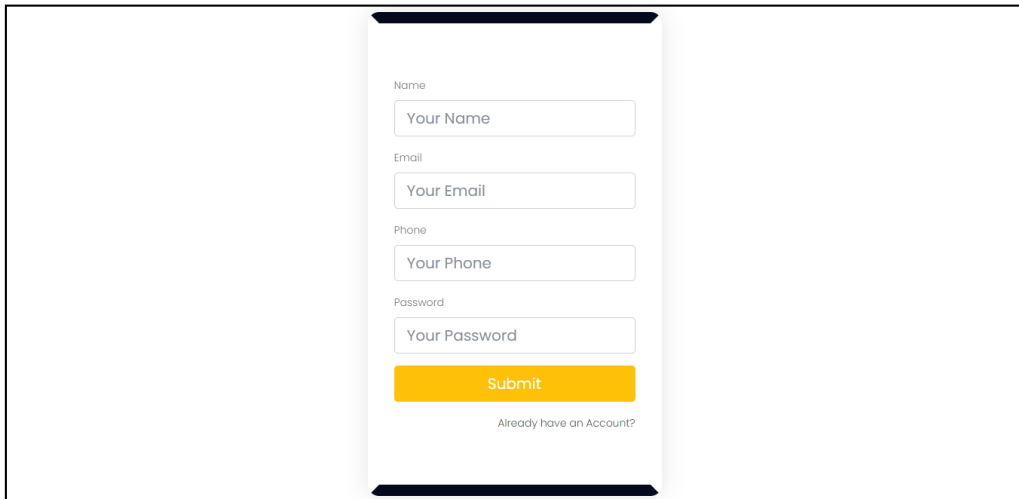 Name
Your Name
Email
Your Email
Phone
Your Phone
Password
Your Password
Submit
Already have an Account?